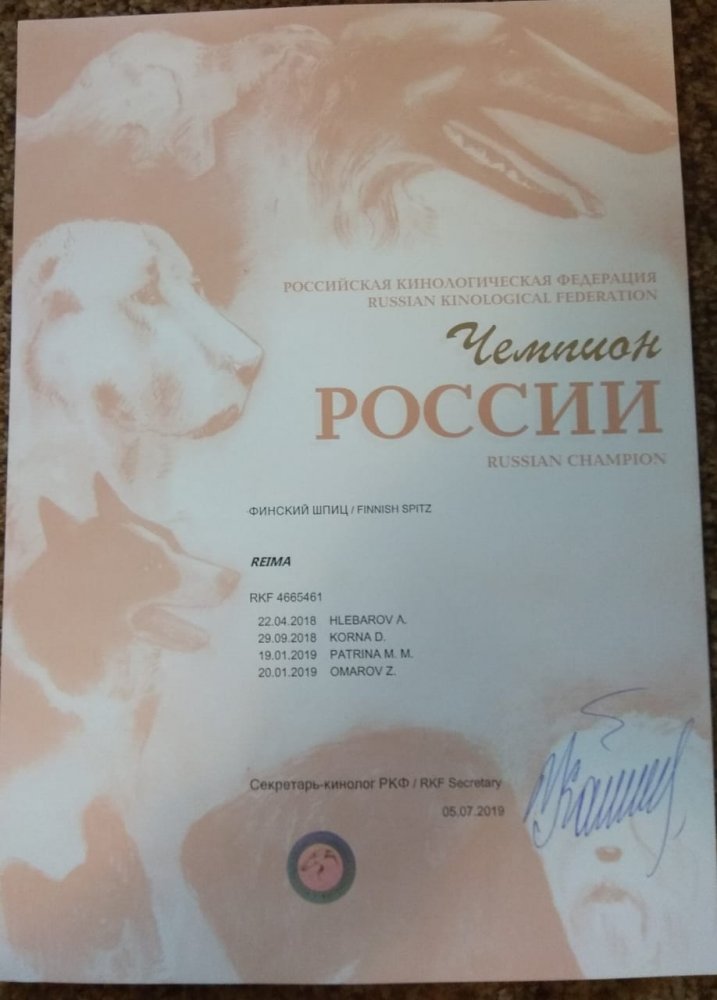 РОССИЙСКАЯ КИНОЛОГИЧЕСКАЯ ФЕДЕРАЦИЯ
RUSSIAN KINOLOGICAL FEDERATION
Чемпион
РОССИИ
RUSSIAN CHAMPION
ФИНСКИЙ ШПИЦ / FINNISH SPITZ
REIMA
RKF 4665461
22.04.2018 HLEBAROV A.
29.09.2018 KORNA D.
19.01.2019 PATRINA M. M.
20.01.2019 OMAROV Z.
Секретарь-кинолог РКФ / RKF Secretary
05.07.2019